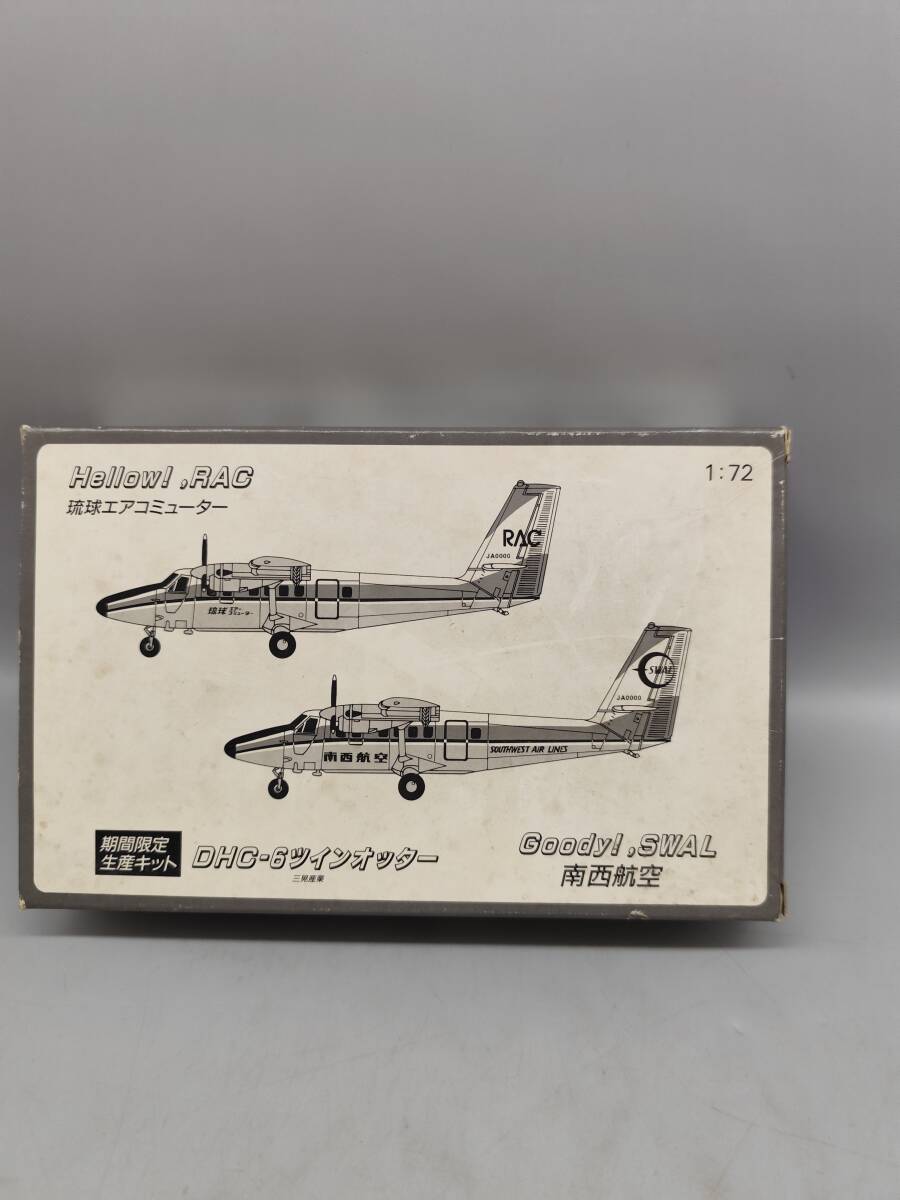 Hellow! ,RAC
琉球エアコミューター
1:72
RAC
JA0000
琉球エアーコミューター
SWAL
JA0000
南西航空
SOUTHWEST AIR LINES
期間限定
生産キット
DHC-6ツインオッター
三晃産業
Goody! ,SWAL
南西航空